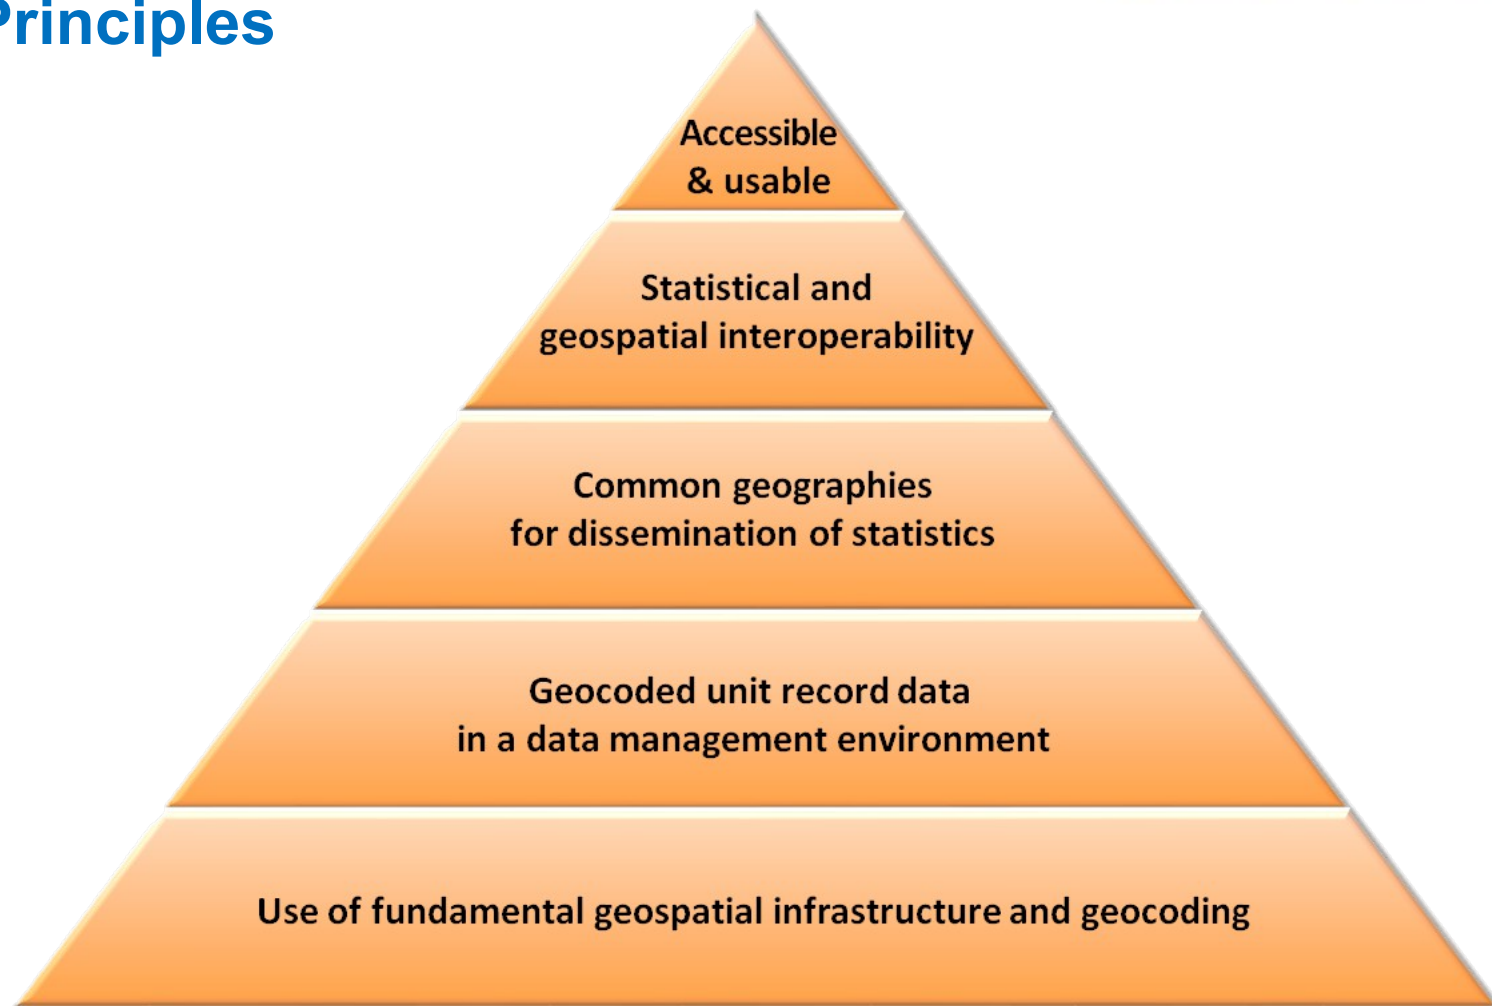 Principles
Accessible
& usable
Statistical and
geospatial interoperability
Common geographies
for dissemination of statistics
Geocoded unit record data
in a data management environment
Use of fundamental geospatial infrastructure and geocoding